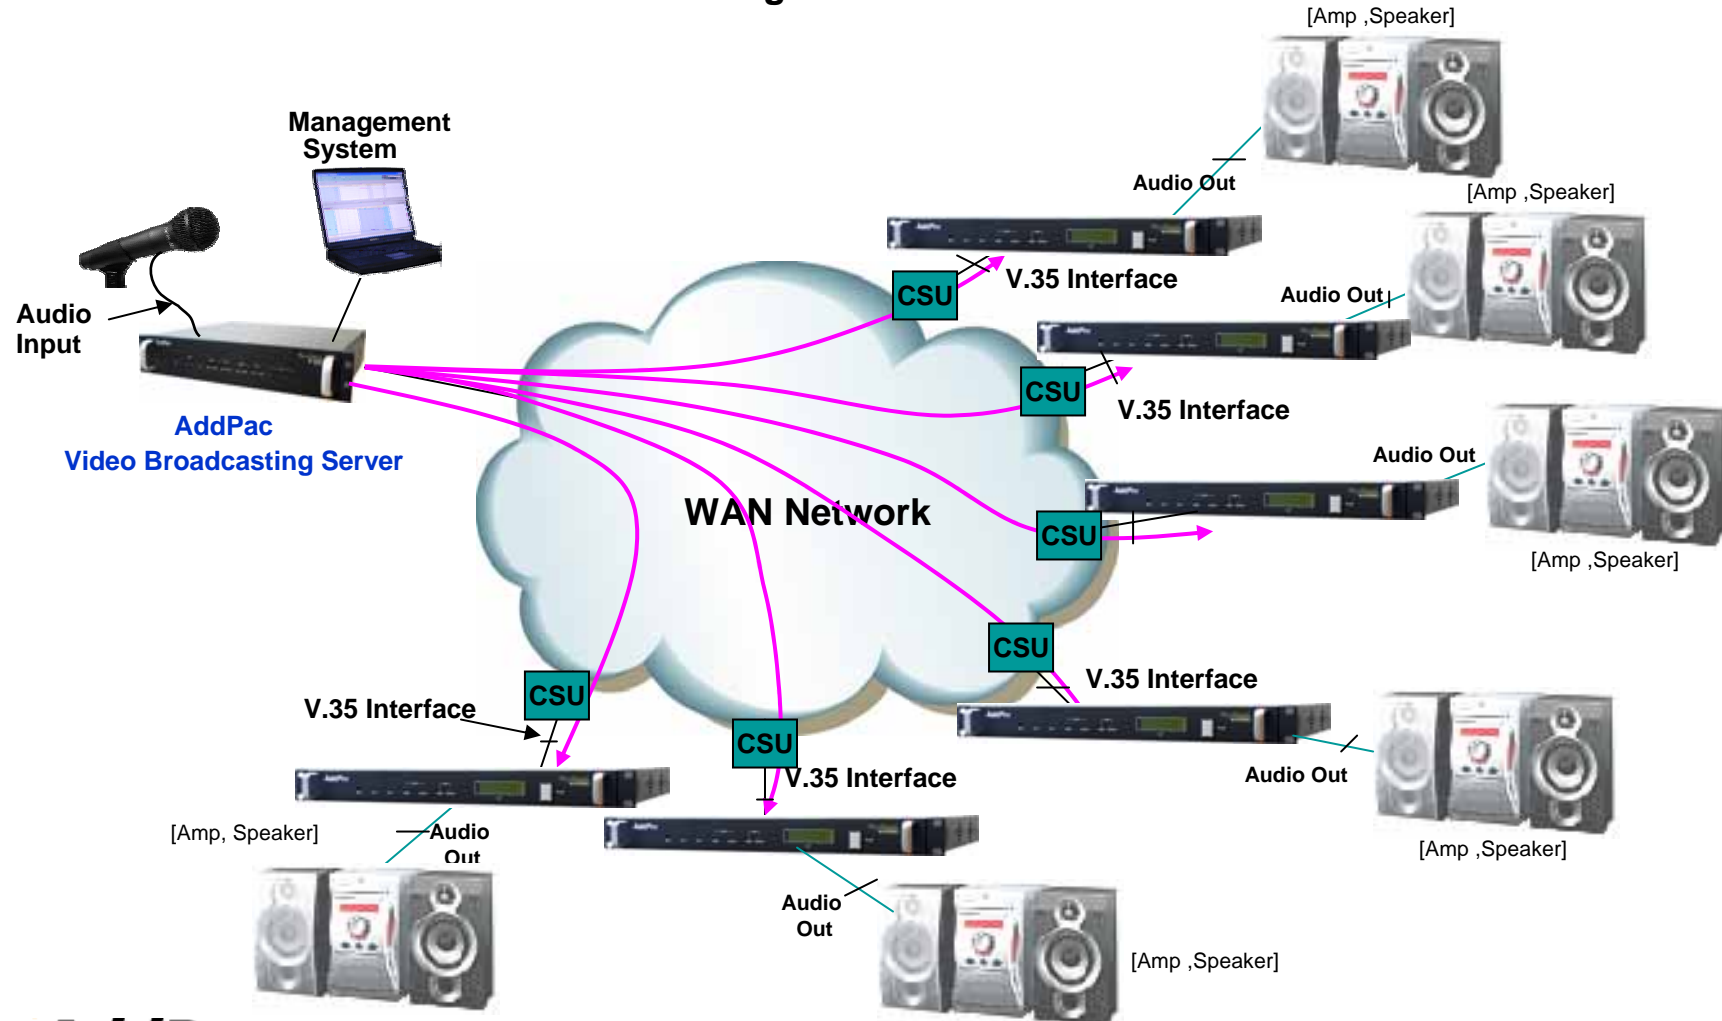 [Amp ,Speaker]
Management
System
Audio Out
[Amp ,Speaker]
V.35 Interface
CSU
Audio Out
Audio
Input
CSU
V.35 Interface
AddPac
Video Broadcasting Server
Audio Out
WAN Network
CSU
[Amp ,Speaker]
CSU
V.35 Interface
CSU
V.35 Interface
CSU
V.35 Interface
Audio Out
[Amp, Speaker]
Audio
Out
[Amp ,Speaker]
Audio
Out
[Amp ,Speaker]